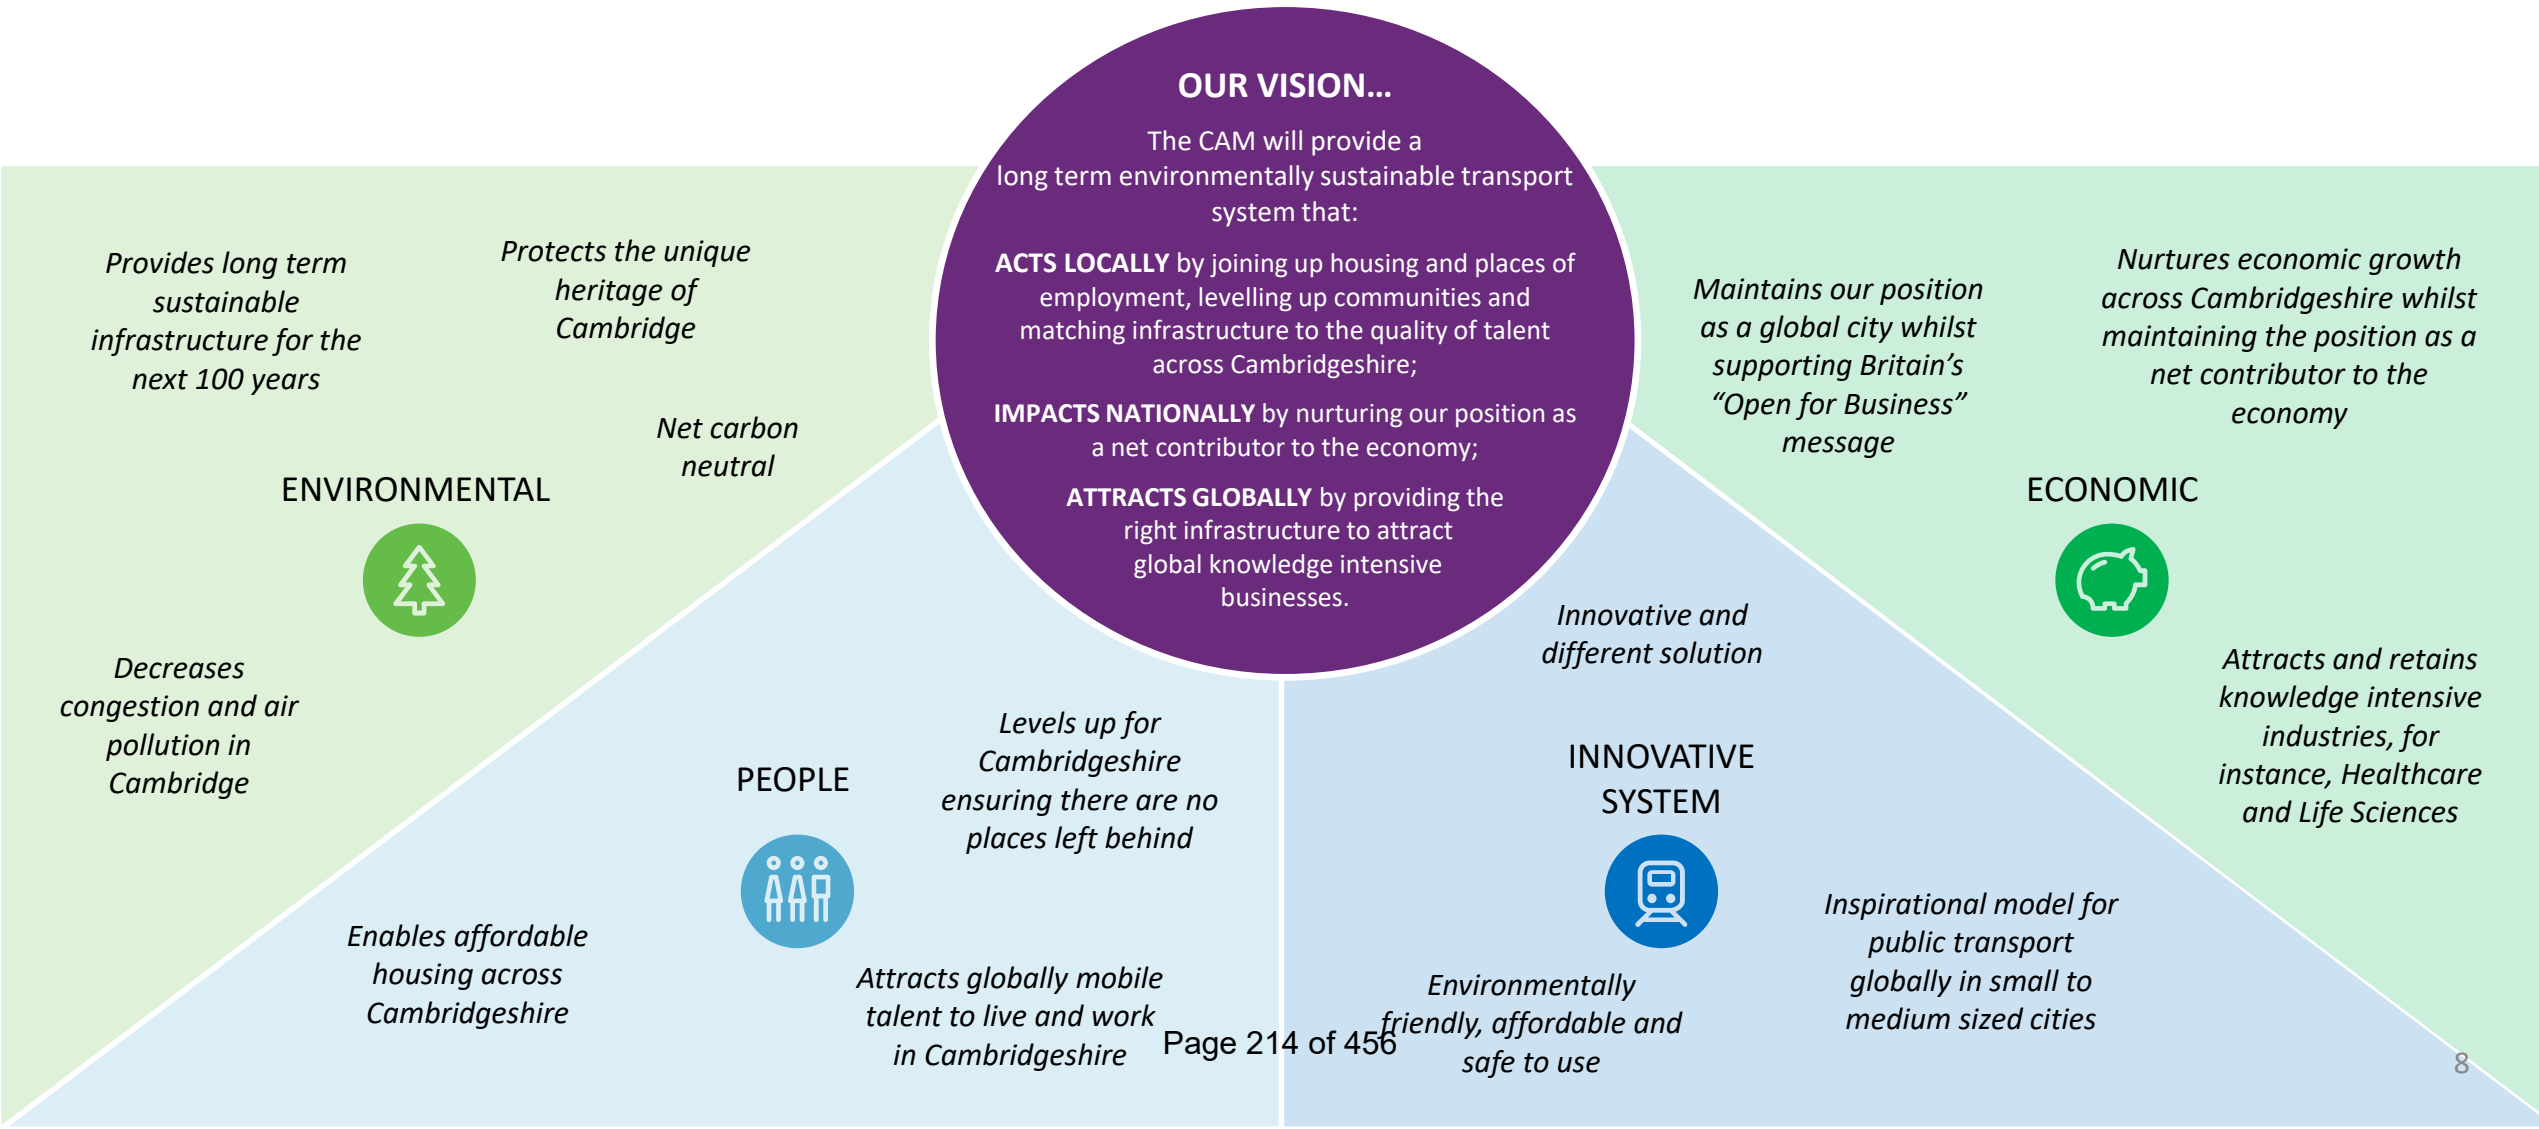 OUR VISION...
The CAM will provide a
long term environmentally sustainable transport
system that:
ACTS LOCALLY by joining up housing and places of
employment, levelling up communities and
matching infrastructure to the quality of talent
across Cambridgeshire;
IMPACTS NATIONALLY by nurturing our position as
a net contributor to the economy;
ATTRACTS GLOBALLY by providing the
right infrastructure to attract
global knowledge intensive
businesses.
Provides long term
sustainable
infrastructure for the
next 100 years
Protects the unique
heritage of
Cambridge
Net carbon
neutral
ENVIRONMENTAL
Decreases
congestion and air
pollution in
Cambridge
PEOPLE
Levels up for
Cambridgeshire
ensuring there are no
places left behind
Enables affordable
housing across
Cambridgeshire
Attracts globally mobile
talent to live and work
in Cambridgeshire
Innovative and
different solution
INNOVATIVE
SYSTEM
Environmentally
friendly, affordable and
safe to use
Inspirational model for
public transport
globally in small to
medium sized cities
Maintains our position
as a global city whilst
supporting Britain’s
“Open for Business”
message
Nurtures economic growth
across Cambridgeshire whilst
maintaining the position as a
net contributor to the
economy
ECONOMIC
Attracts and retains
knowledge intensive
industries, for
instance, Healthcare
and Life Sciences
Page 214 of 456
8